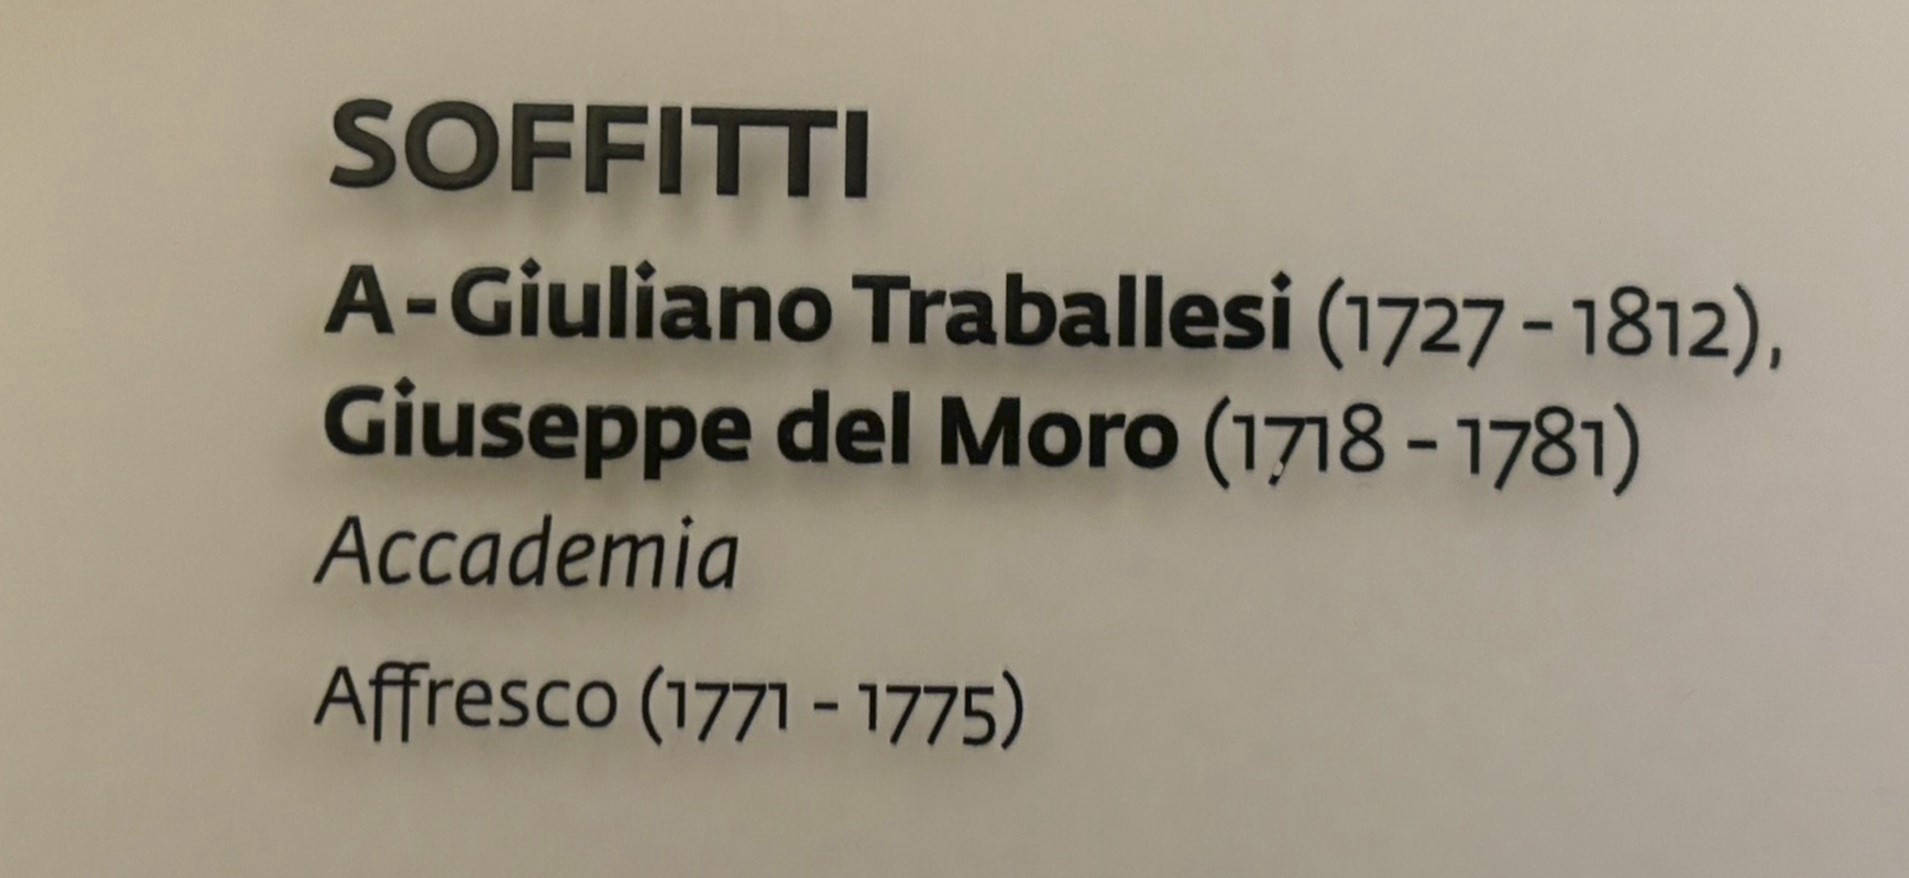 SOFFITTI
A - Giuliano Traballesi (1727 - 1812),
Giuseppe del Moro (1718 - 1781)
Accademia
Affresco (1771 - 1775)